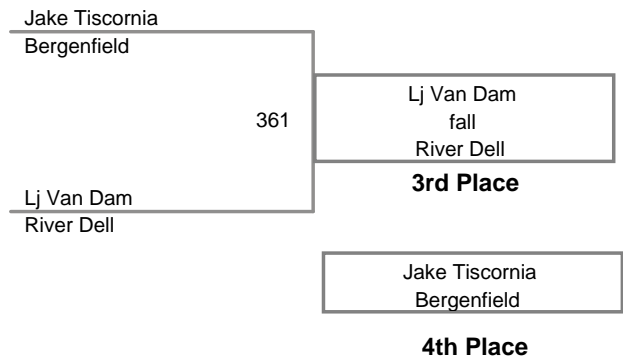 Jake Tiscornia
Bergenfield
361
Lj Van Dam
fall
River Dell
3rd Place
Lj Van Dam
River Dell
Jake Tiscornia
Bergenfield
4th Place